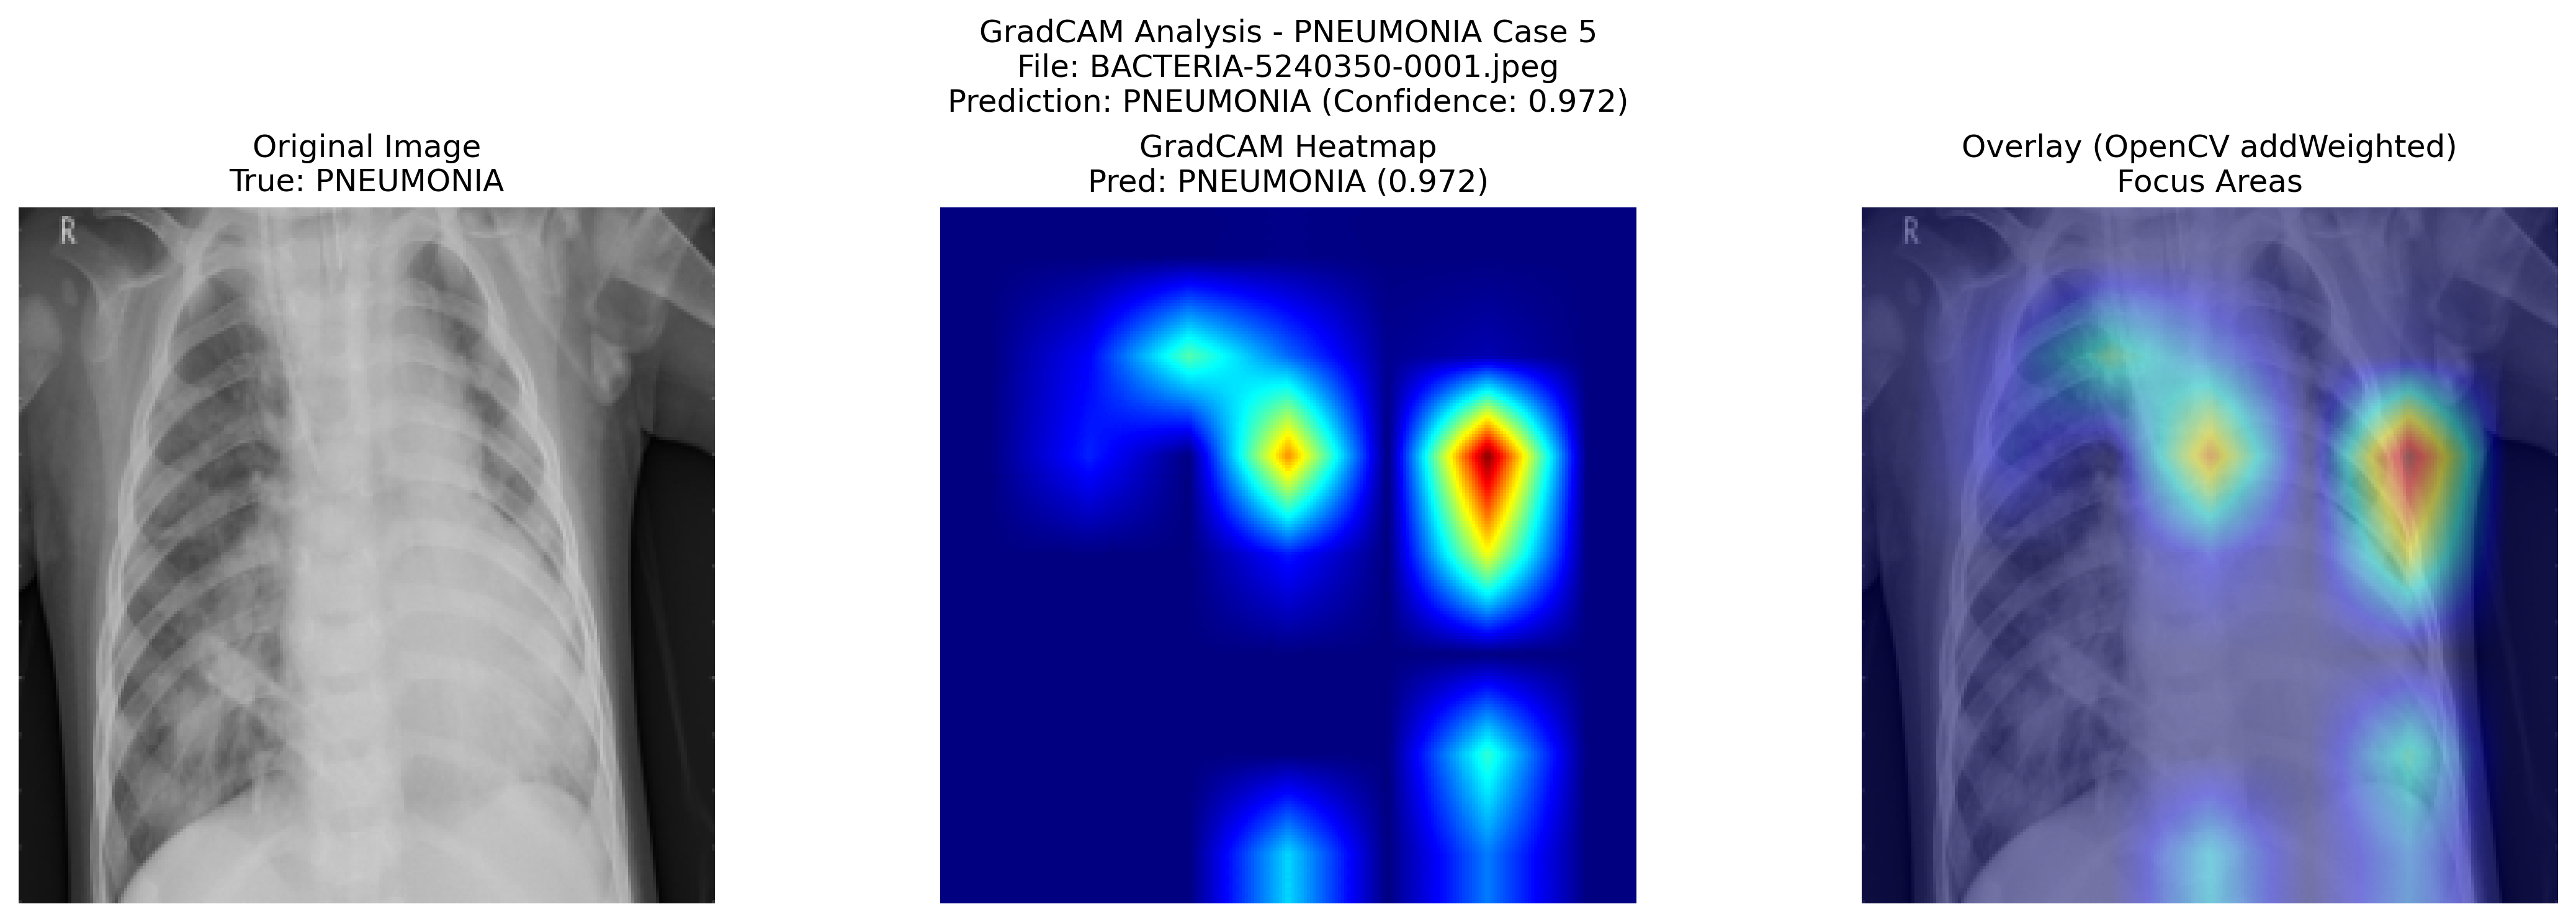 GradCAM Analysis - PNEUMONIA Case 5
File: BACTERIA-5240350-0001.jpeg
Prediction: PNEUMONIA (Confidence: 0.972)
Original Image
True: PNEUMONIA
GradCAM Heatmap
Pred: PNEUMONIA (0.972)
Overlay (OpenCV addWeighted)
Focus Areas
R
R